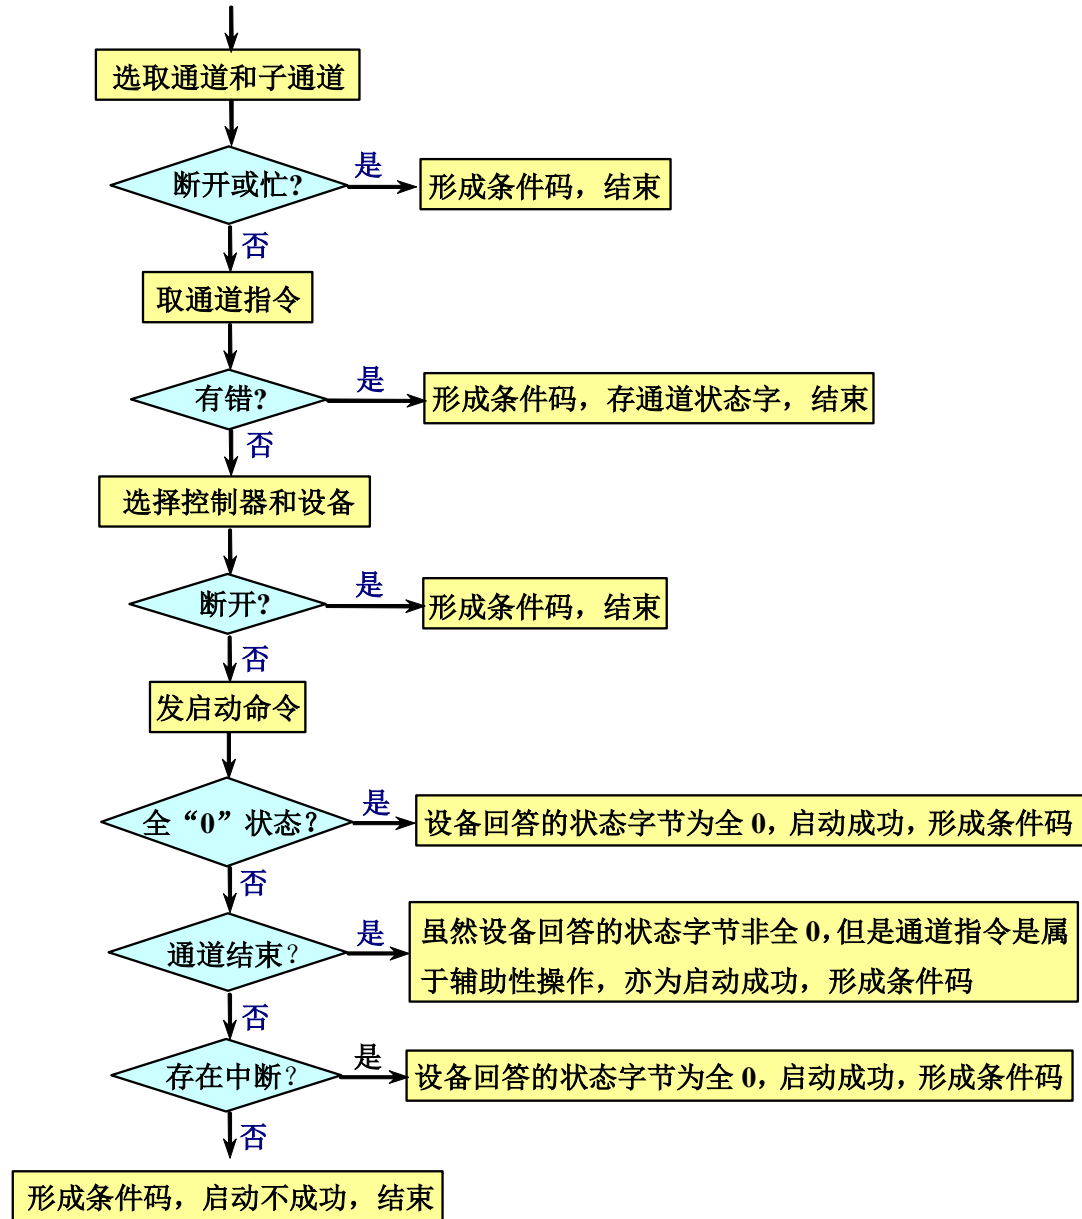 选取通道和子通道
断开或忙?
是
形成条件码，结束
否
取通道指令
有错?
是
形成条件码，存通道状态字，结束
否
选择控制器和设备
断开?
是
形成条件码，结束
否
发启动命令
全“0”状态？
是
设备回答的状态字节为全 0，启动成功，形成条件码
否
通道结束？
是
虽然设备回答的状态字节非全 0，但是通道指令是属
于辅助性操作，亦为启动成功，形成条件码
否
存在中断？
是
设备回答的状态字节为全 0，启动成功，形成条件码
否
形成条件码，启动不成功，结束